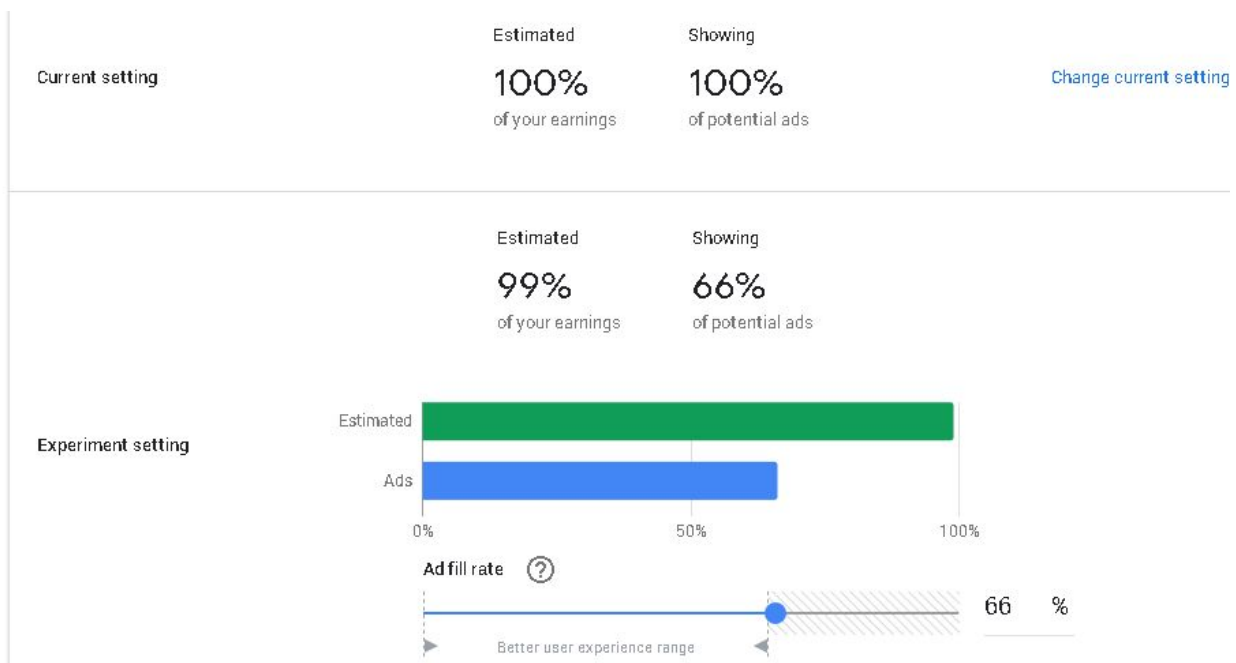 Estimated Showing
Current setting 100% 100% Change current setting
of your earnings of potential ads
Estimated Showing
99% 66%
of your earnings of potential ads
Experiment setting
Estimated
Ads
0% 50% 100%
Ad fill rate ?
66 %
Better user experience range